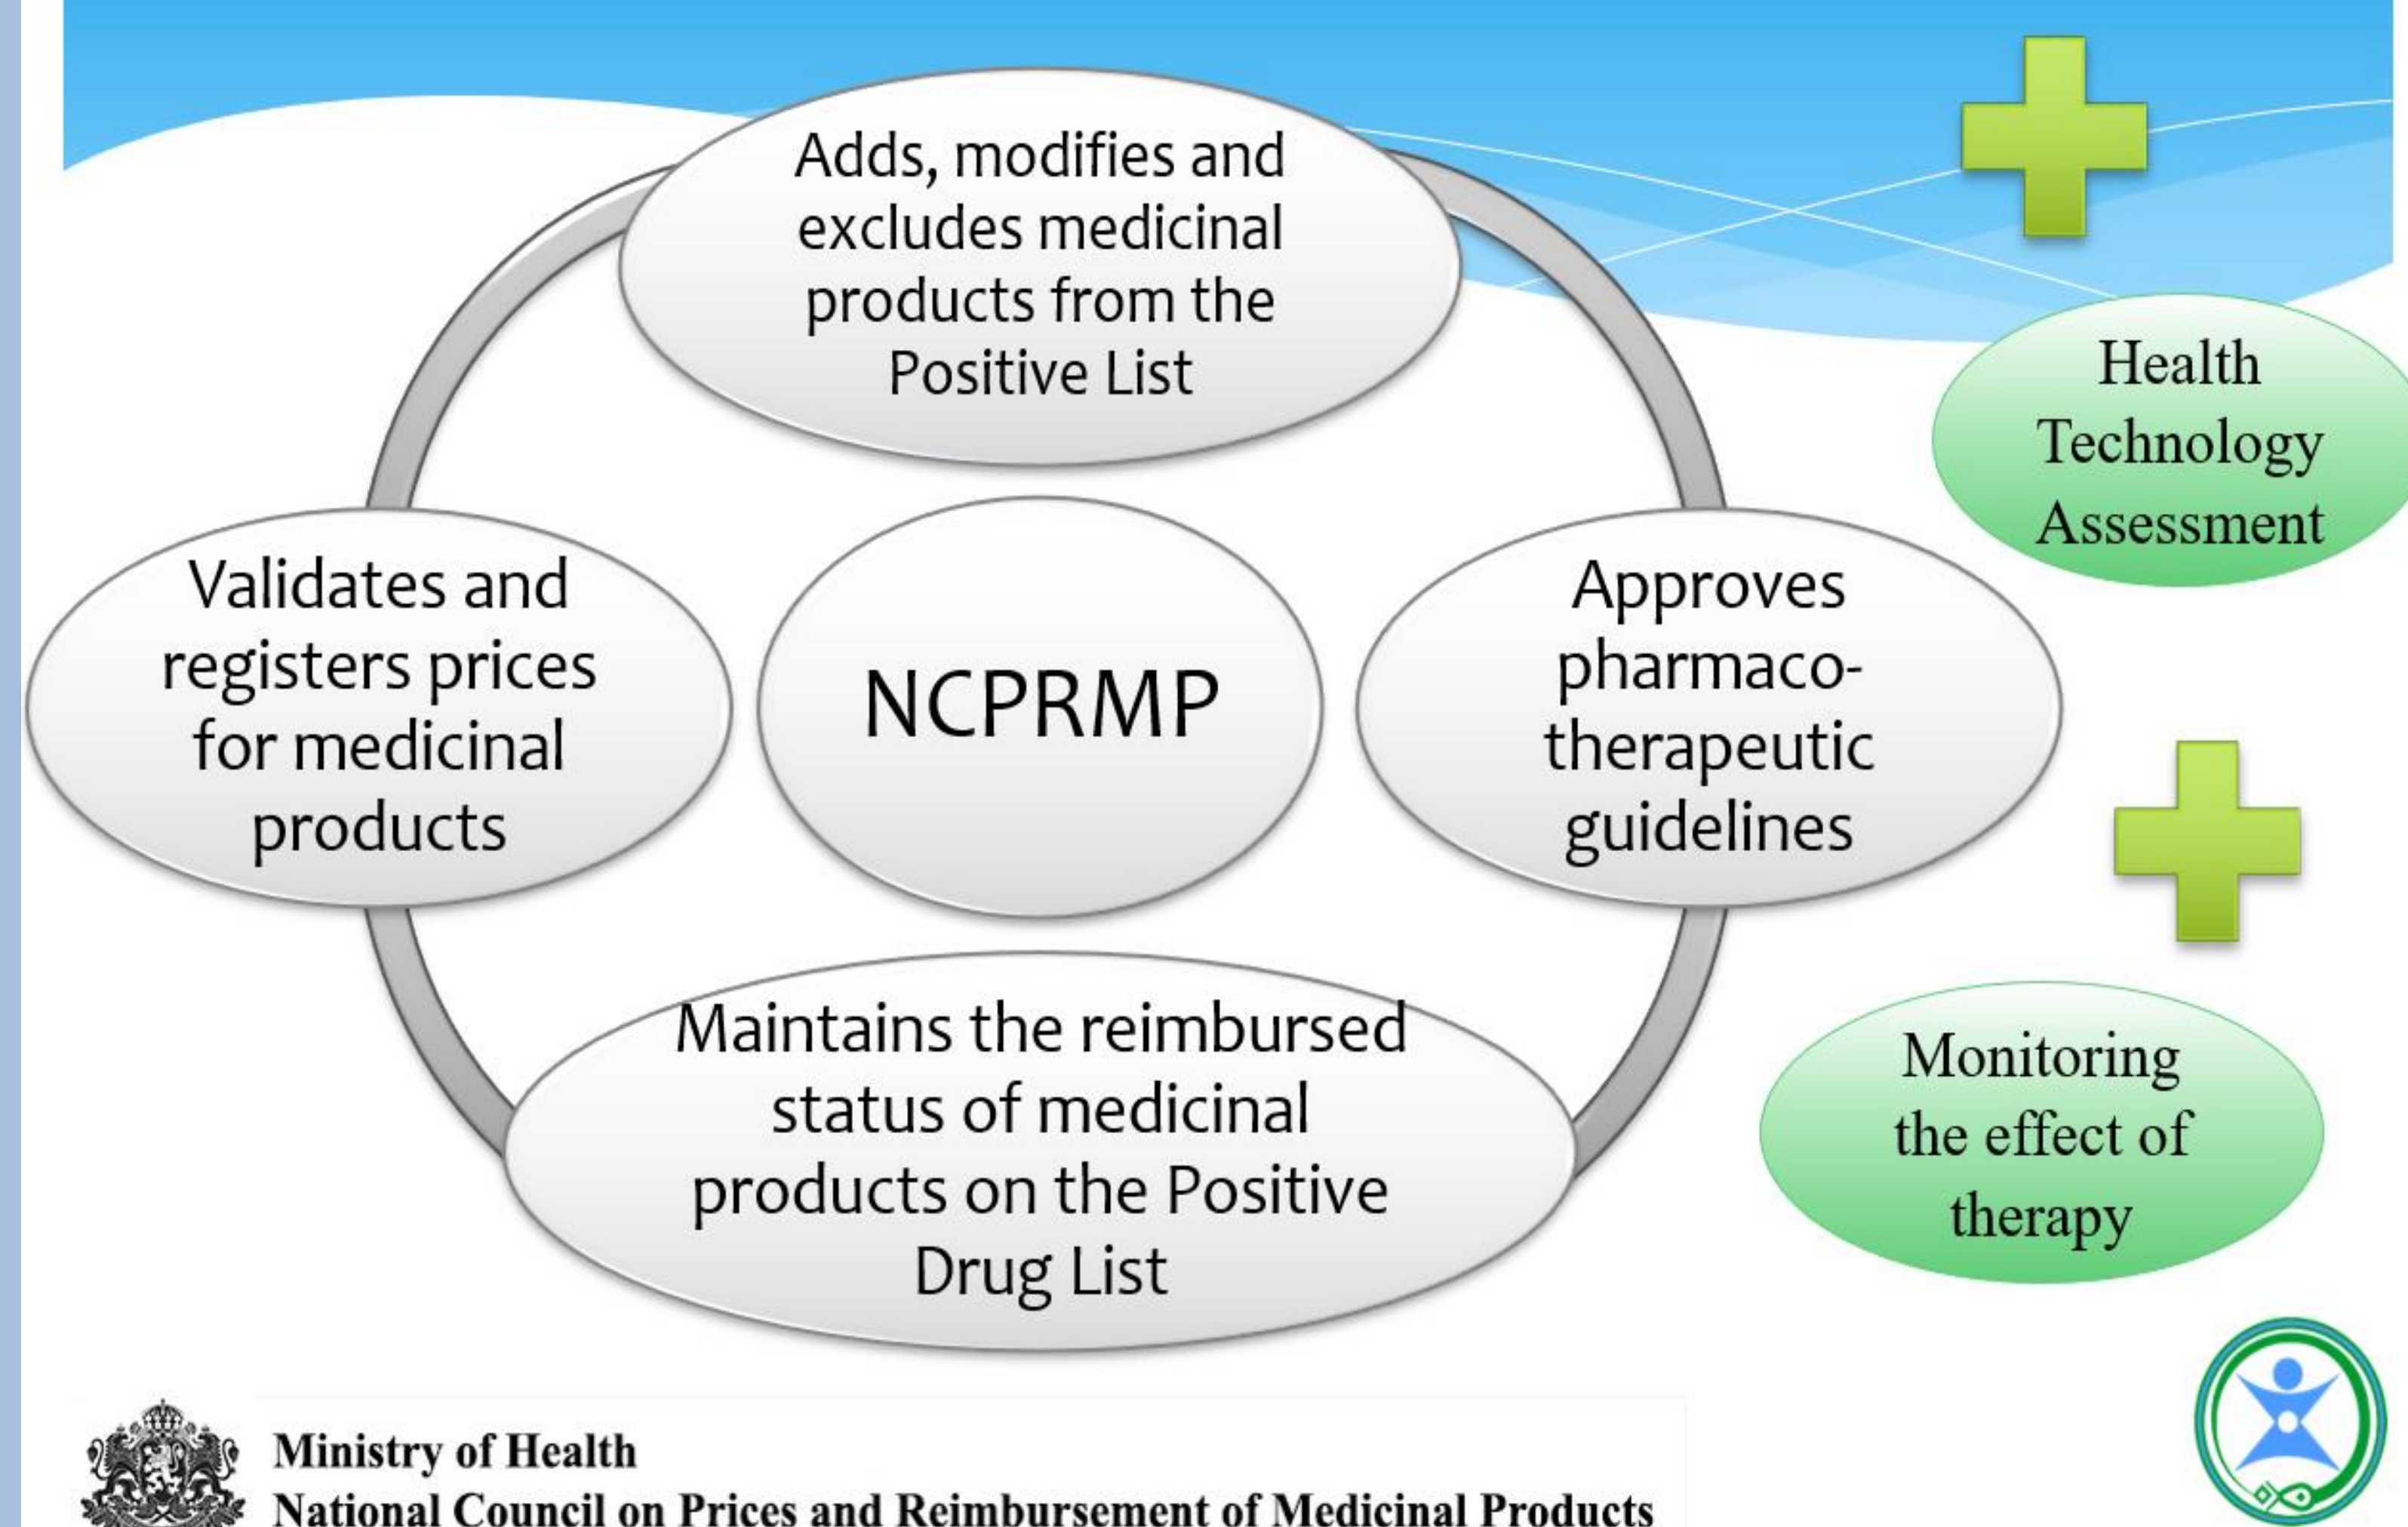 Adds, modifies and
excludes medicinal
products from the
Positive List
Health
Technology
Assessment
Validates and
registers prices
for medicinal
products
NCPRMP
Approves
pharmaco-
therapeutic
guidelines
Maintains the reimbursed
status of medicinal
products on the Positive
Drug List
Monitoring
the effect of
therapy
Ministry of Health
National Council on Prices and Reimbursement of Medicinal Products